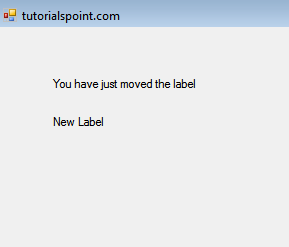 tutorialspoint.com
You have just moved the label
New Label